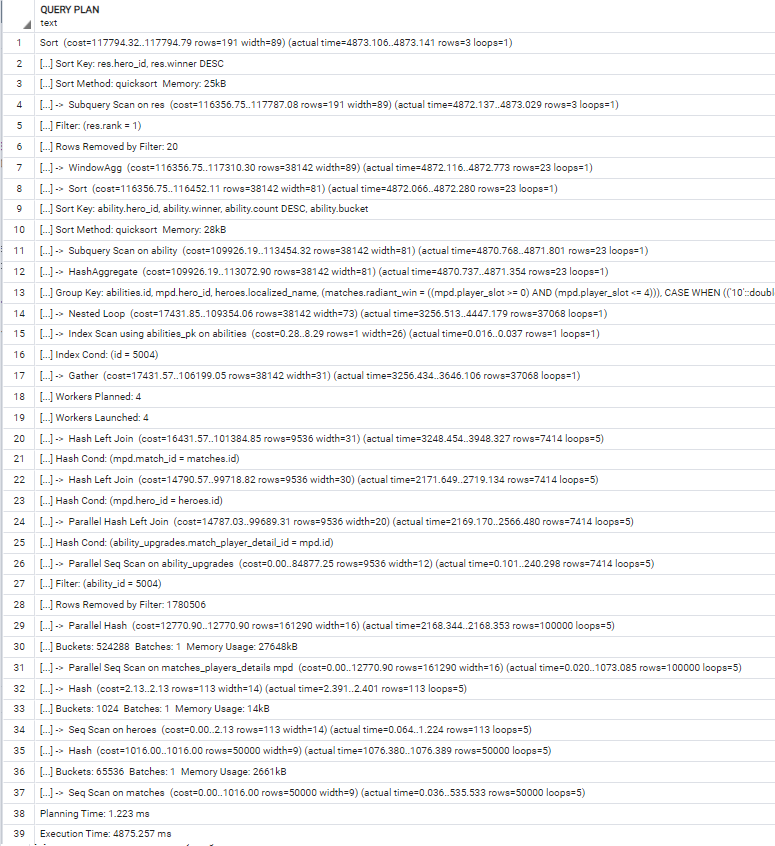 QUERY PLAN
text
1 Sort (cost=117794.32..117794.79 rows=191 width=89) (actual time=4873.106..4873.141 rows=3 loops=1)
2 [...] Sort Key: res.hero_id, res.winner DESC
3 [...] Sort Method: quicksort Memory: 25kB
4 [...] -> Subquery Scan on res (cost=116356.75..117787.08 rows=191 width=89) (actual time=4872.137..4873.029 rows=3 loops=1)
5 [...] Filter: (res.rank = 1)
6 [...] Rows Removed by Filter: 20
7 [...] -> WindowAgg (cost=116356.75..117310.30 rows=38142 width=89) (actual time=4872.116..4872.773 rows=23 loops=1)
8 [...] -> Sort (cost=116356.75..116452.11 rows=38142 width=81) (actual time=4872.066..4872.280 rows=23 loops=1)
9 [...] Sort Key: ability.hero_id, ability.winner, ability.count DESC, ability.bucket
10 [...] Sort Method: quicksort Memory: 28kB
11 [...] -> Subquery Scan on ability (cost=109926.19..113454.32 rows=38142 width=81) (actual time=4870.768..4871.801 rows=23 loops=1)
12 [...] -> HashAggregate (cost=109926.19..113072.90 rows=38142 width=81) (actual time=4870.737..4871.354 rows=23 loops=1)
13 [...] Group Key: abilities.id, mpd.hero_id, heroes.localized_name, (matches.radiant_win = ((mpd.player_slot >= 0) AND (mpd.player_slot <= 4))), CASE WHEN (('10'::doubl
14 [...] -> Nested Loop (cost=17431.85..109354.06 rows=38142 width=73) (actual time=3256.513..4447.179 rows=37068 loops=1)
15 [...] -> Index Scan using abilities_pk on abilities (cost=0.28..8.29 rows=1 width=26) (actual time=0.016..0.037 rows=1 loops=1)
16 [...] Index Cond: (id = 5004)
17 [...] -> Gather (cost=17431.57..106199.05 rows=38142 width=31) (actual time=3256.434..3646.106 rows=37068 loops=1)
18 [...] Workers Planned: 4
19 [...] Workers Launched: 4
20 [...] -> Hash Left Join (cost=16431.57..101384.85 rows=9536 width=31) (actual time=3248.454..3948.327 rows=7414 loops=5)
21 [...] Hash Cond: (mpd.match_id = matches.id)
22 [...] -> Hash Left Join (cost=14790.57..99718.82 rows=9536 width=30) (actual time=2171.649..2719.134 rows=7414 loops=5)
23 [...] Hash Cond: (mpd.hero_id = heroes.id)
24 [...] -> Parallel Hash Left Join (cost=14787.03..99689.31 rows=9536 width=20) (actual time=2169.170..2566.480 rows=7414 loops=5)
25 [...] Hash Cond: (ability_upgrades.match_player_detail_id = mpd.id)
26 [...] -> Parallel Seq Scan on ability_upgrades (cost=0.00..84877.25 rows=9536 width=12) (actual time=0.101..240.298 rows=7414 loops=5)
27 [...] Filter: (ability_id = 5004)
28 [...] Rows Removed by Filter: 1780506
29 [...] -> Parallel Hash (cost=12770.90..12770.90 rows=161290 width=16) (actual time=2168.344..2168.353 rows=100000 loops=5)
30 [...] Buckets: 524288 Batches: 1 Memory Usage: 27648kB
31 [...] -> Parallel Seq Scan on matches_players_details mpd (cost=0.00..12770.90 rows=161290 width=16) (actual time=0.020..1073.085 rows=100000 loops=5)
32 [...] -> Hash (cost=2.13..2.13 rows=113 width=14) (actual time=2.391..2.401 rows=113 loops=5)
33 [...] Buckets: 1024 Batches: 1 Memory Usage: 14kB
34 [...] -> Seq Scan on heroes (cost=0.00..2.13 rows=113 width=14) (actual time=0.064..1.224 rows=113 loops=5)
35 [...] -> Hash (cost=1016.00..1016.00 rows=50000 width=9) (actual time=1076.380..1076.389 rows=50000 loops=5)
36 [...] Buckets: 65536 Batches: 1 Memory Usage: 2661kB
37 [...] -> Seq Scan on matches (cost=0.00..1016.00 rows=50000 width=9) (actual time=0.036..535.533 rows=50000 loops=5)
38 Planning Time: 1.223 ms
39 Execution Time: 4875.257 ms